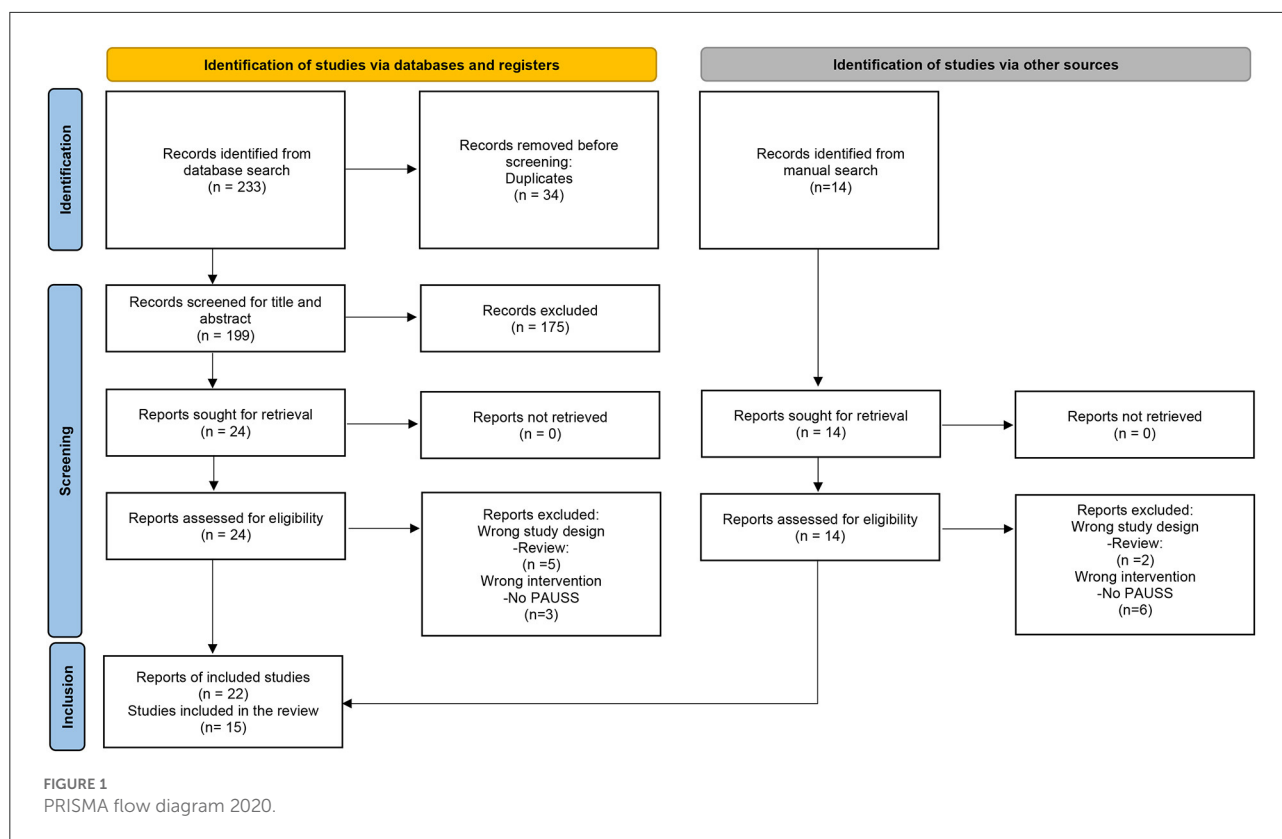 Identification of studies via databases and registers
Identification of studies via other sources
Identification
Records identified from
database search
(n = 233)
Records removed before
screening:
Duplicates
(n = 34)
Records identified from
manual search
(n=14)
Screening
Records screened for title and
abstract
(n = 199)
Records excluded
(n = 175)
Reports sought for retrieval
(n = 24)
Reports not retrieved
(n = 0)
Reports sought for retrieval
(n = 14)
Reports not retrieved
(n = 0)
Reports assessed for eligibility
(n = 24)
Reports excluded:
Wrong study design
-Review:
(n =5)
Wrong intervention
-No PAUSS
(n=3)
Reports assessed for eligibility
(n = 14)
Reports excluded:
Wrong study design
-Review:
(n =2)
Wrong intervention
-No PAUSS
(n=6)
Inclusion
Reports of included studies
(n = 22)
Studies included in the review
(n= 15)
FIGURE 1
PRISMA flow diagram 2020.